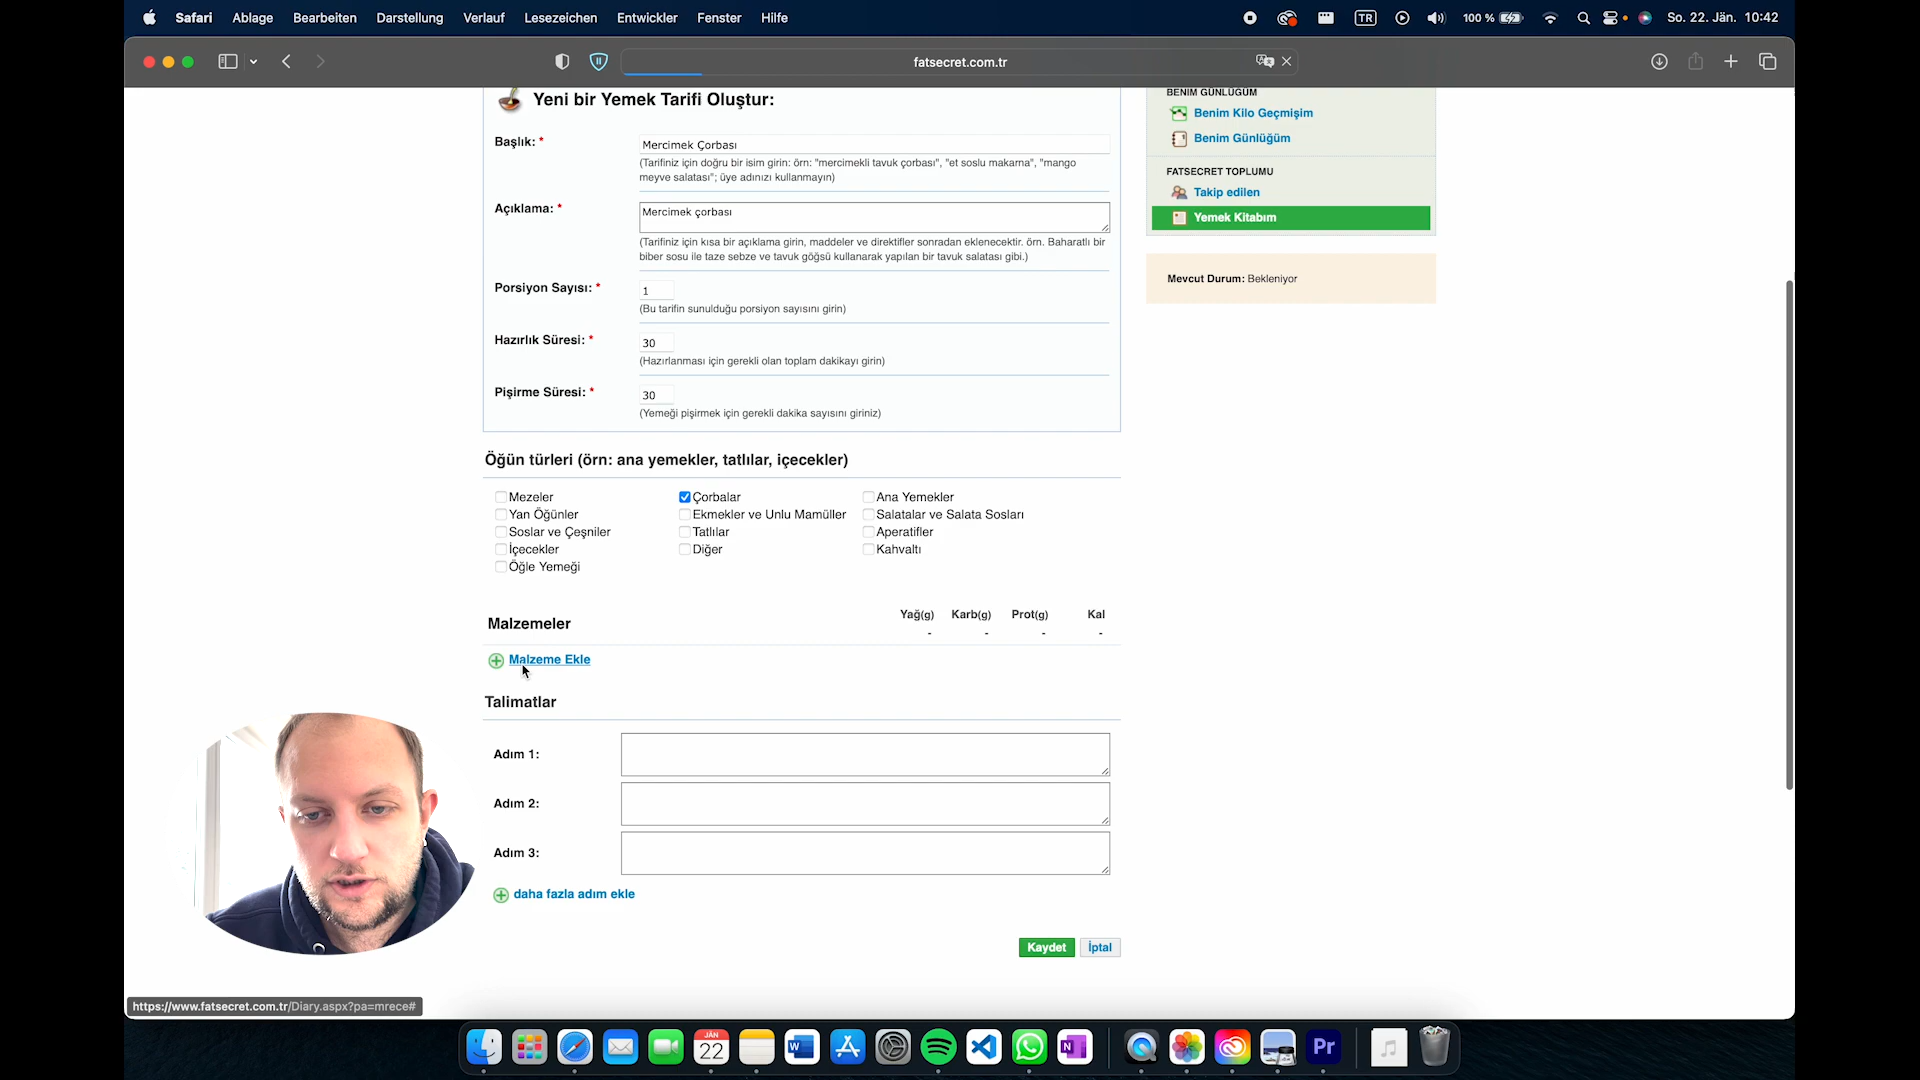 Safari Ablage Bearbeiten Darstellung Verlauf Lesezeichen Entwickler Fenster Hilfe TR 100 % So. 22. Jän. 10:42
fatsecret.com.tr
Yeni bir Yemek Tarifi Oluştur:
Başlık: *
Mercimek Çorbası
(Tarifiniz için doğru bir isim girin: örn: "mercimekli tavuk çorbası", "et soslu makarna", "mango
meyve salatası"; üye adınızı kullanmayın)
Açıklama: *
Mercimek çorbası
(Tarifiniz için kısa bir açıklama girin, maddeler ve direktifler sonradan eklenecektir. örn. Baharatlı bir
biber sosu ile taze sebze ve tavuk göğsü kullanarak yapılan bir tavuk salatası gibi.)
Porsiyon Sayısı: *
1
(Bu tarifin sunulduğu porsiyon sayısını girin)
Hazırlık Süresi: *
30
(Hazırlanması için gerekli olan toplam dakikayı girin)
Pişirme Süresi: *
30
(Yemeği pişirmek için gerekli dakika sayısını giriniz)
BENİM GÜNLÜĞÜM
Benim Kilo Geçmişim
Benim Günlüğüm
FATSECRET TOPLUMU
Takip edilen
Yemek Kitabım
Mevcut Durum: Bekleniyor
Öğün türleri (örn: ana yemekler, tatlılar, içecekler)
Mezeler Çorbalar Ana Yemekler
Yan Öğünler Ekmekler ve Unlu Mamüller Salatalar ve Salata Sosları
Soslar ve Çeşniler Tatlılar Aperatifler
İçecekler Diğer Kahvaltı
Öğle Yemeği
Yağ(g) Karb(g) Prot(g) Kal
Malzemeler
- - - -
Malzeme Ekle
Talimatlar
Adım 1:
Adım 2:
Adım 3:
daha fazla adım ekle
Kaydet İptal
https://www.fatsecret.com.tr/Diary.aspx?pa=mrece#
JÄN
22
W
N
Pr